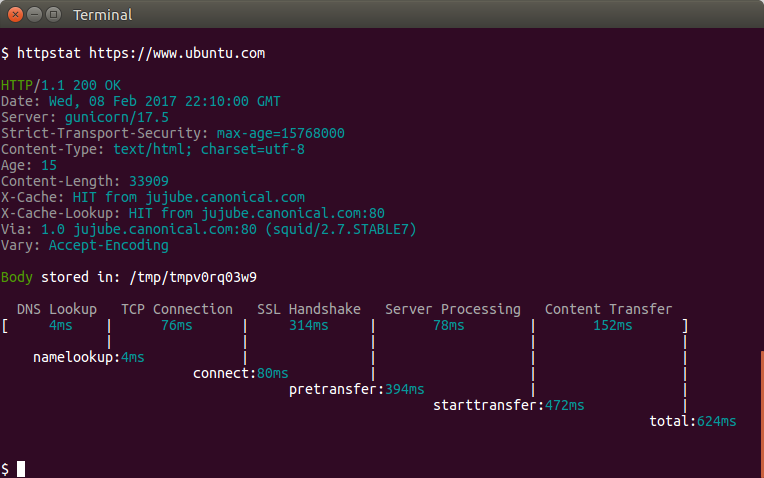 Terminal
$ httpstat https://www.ubuntu.com
HTTP/1.1 200 OK
Date: Wed, 08 Feb 2017 22:10:00 GMT
Server: gunicorn/17.5
Strict-Transport-Security: max-age=15768000
Content-Type: text/html; charset=utf-8
Age: 15
Content-Length: 33909
X-Cache: HIT from jujube.canonical.com
X-Cache-Lookup: HIT from jujube.canonical.com:80
Via: 1.0 jujube.canonical.com:80 (squid/2.7.STABLE7)
Vary: Accept-Encoding
Body stored in: /tmp/tmpv0rq03w9
DNS Lookup   TCP Connection   SSL Handshake   Server Processing   Content Transfer
[     4ms    |      76ms      |     314ms     |       78ms        |       152ms      ]
             |                |               |                   |                  |
    namelookup:4ms            |               |                   |                  |
                        connect:80ms          |                   |                  |
                                    pretransfer:394ms             |                  |
                                                      starttransfer:472ms            |
                                                                                 total:624ms
$